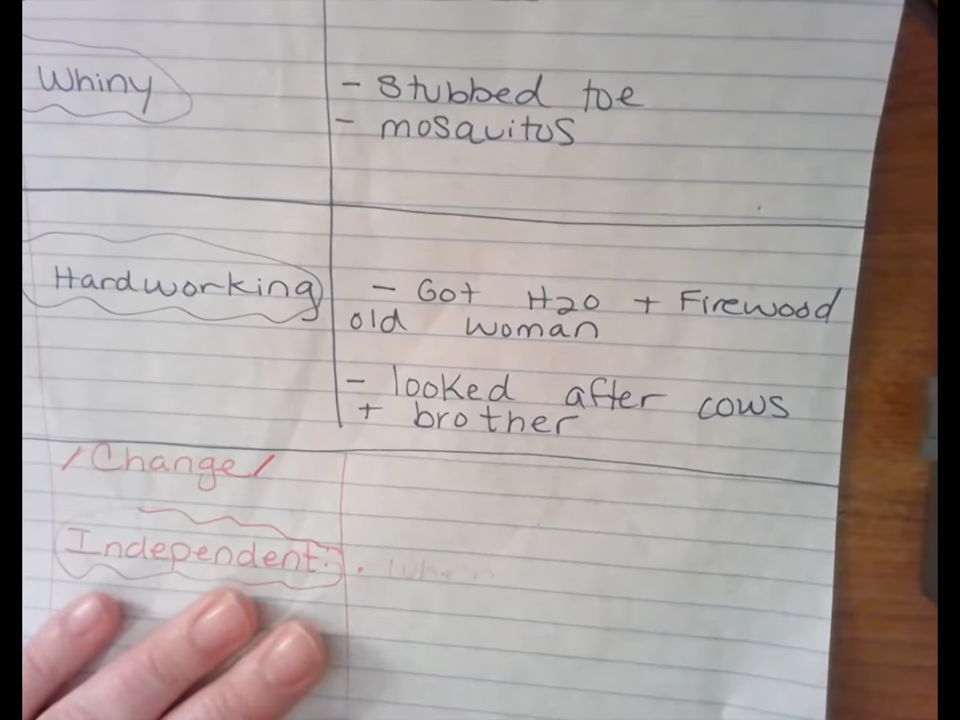 Whiny
- Stubbed toe
- mosquitos
Hardworking
- Got H2O + Firewood
old woman
- looked after cows
+ brother
/Change/
Independent.